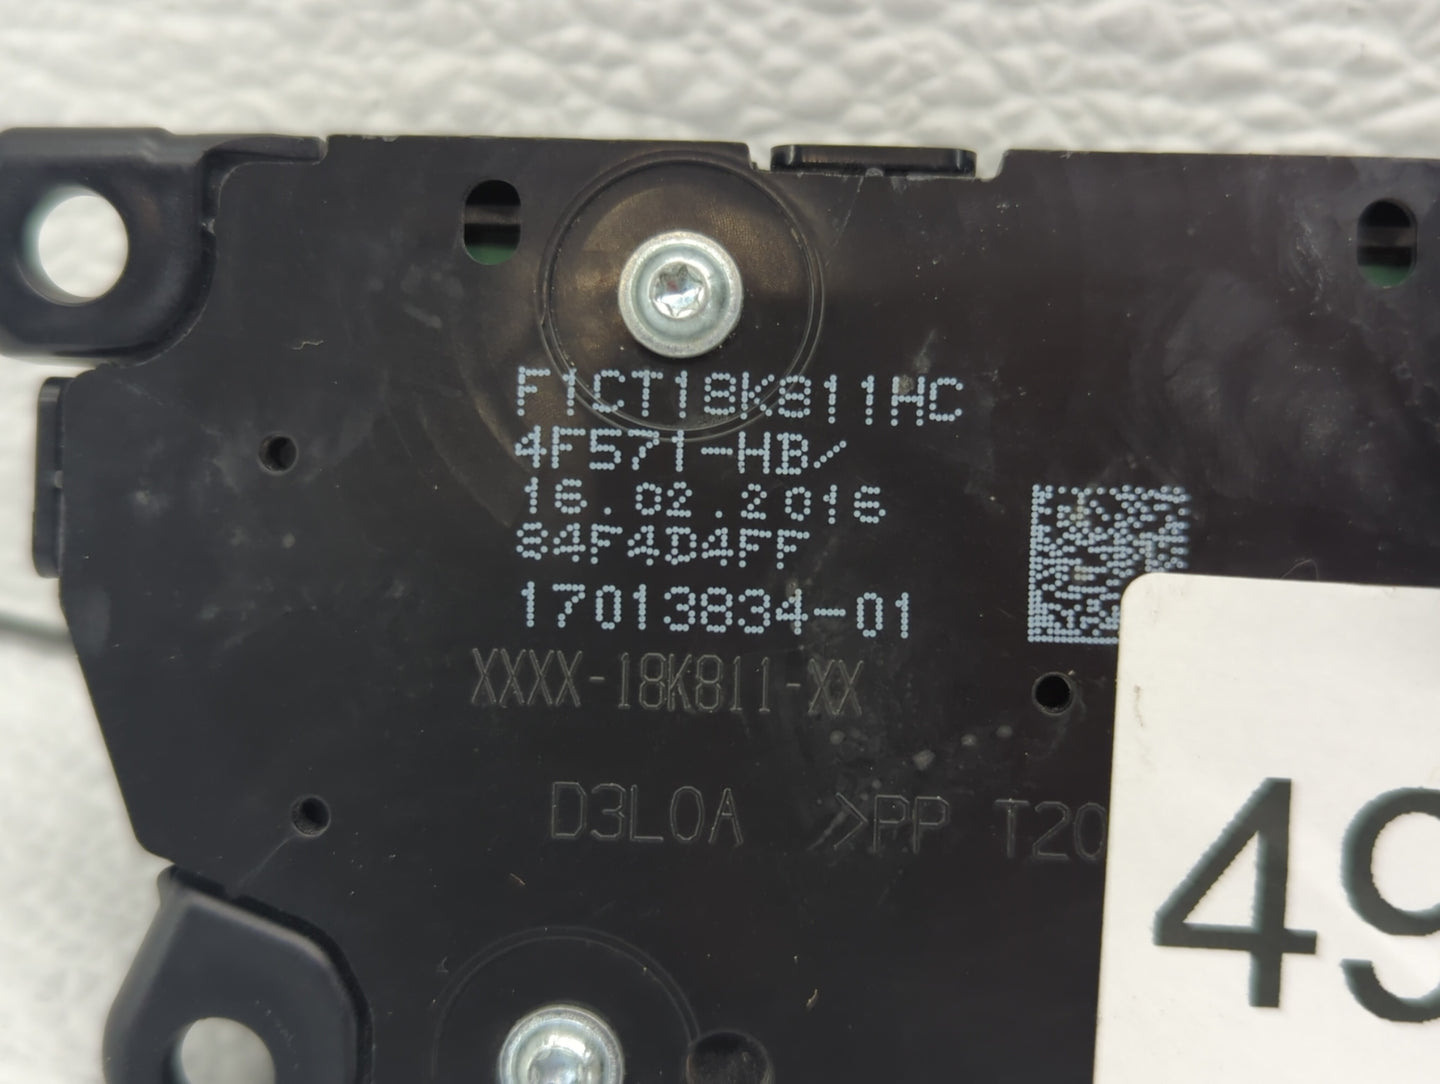 F1CT18K811HC
4F571-HB/
16.02.2016
84F4D4FF
17013834-01
XXXX-18K811-XX
D3L0A >PP T20
49